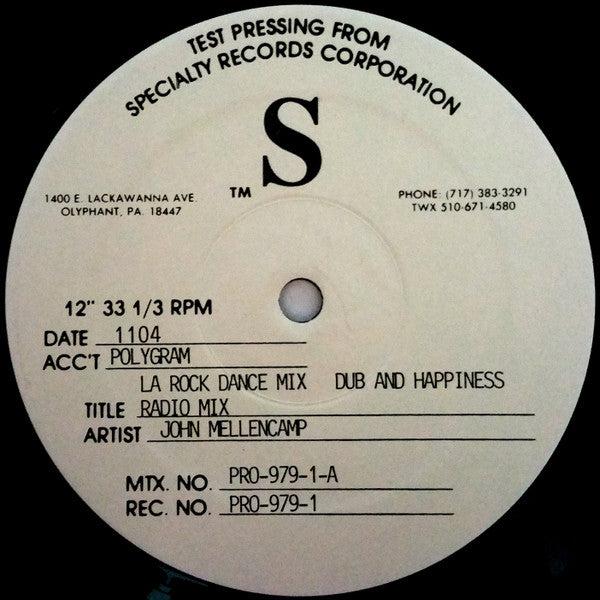 TEST PRESSING FROM
SPECIALTY RECORDS CORPORATION
S
TM
1400 E. LACKAWANNA AVE.
OLYPHANT, PA. 18447
PHONE: (717) 383-3291
TWX 510-671-4580
12" 33 1/3 RPM
DATE 1104
ACC'T POLYGRAM
LA ROCK DANCE MIX DUB AND HAPPINESS
TITLE RADIO MIX
ARTIST JOHN MELLENCAMP
MTX. NO. PRO-979-1-A
REC. NO. PRO-979-1